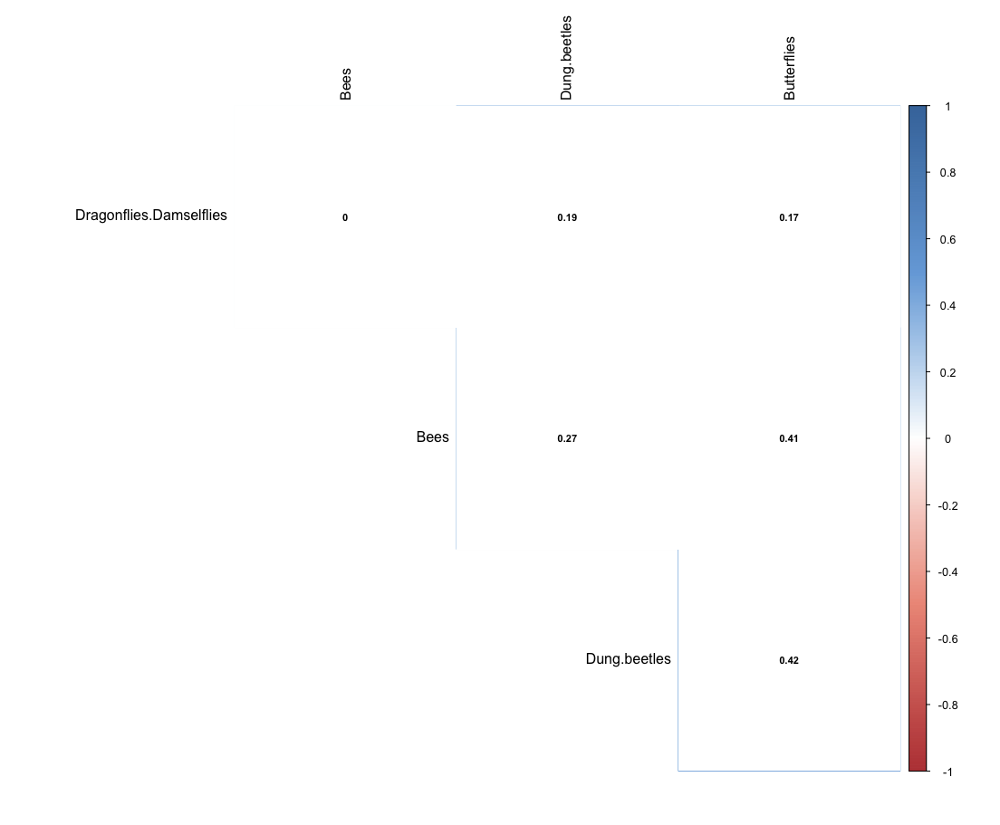 Bees
Dung.beetles
Butterflies
Dragonflies.Damselflies 0 0.19 0.17
Bees 0.27 0.41
Dung.beetles 0.42
1
0.8
0.6
0.4
0.2
0
-0.2
-0.4
-0.6
-0.8
-1